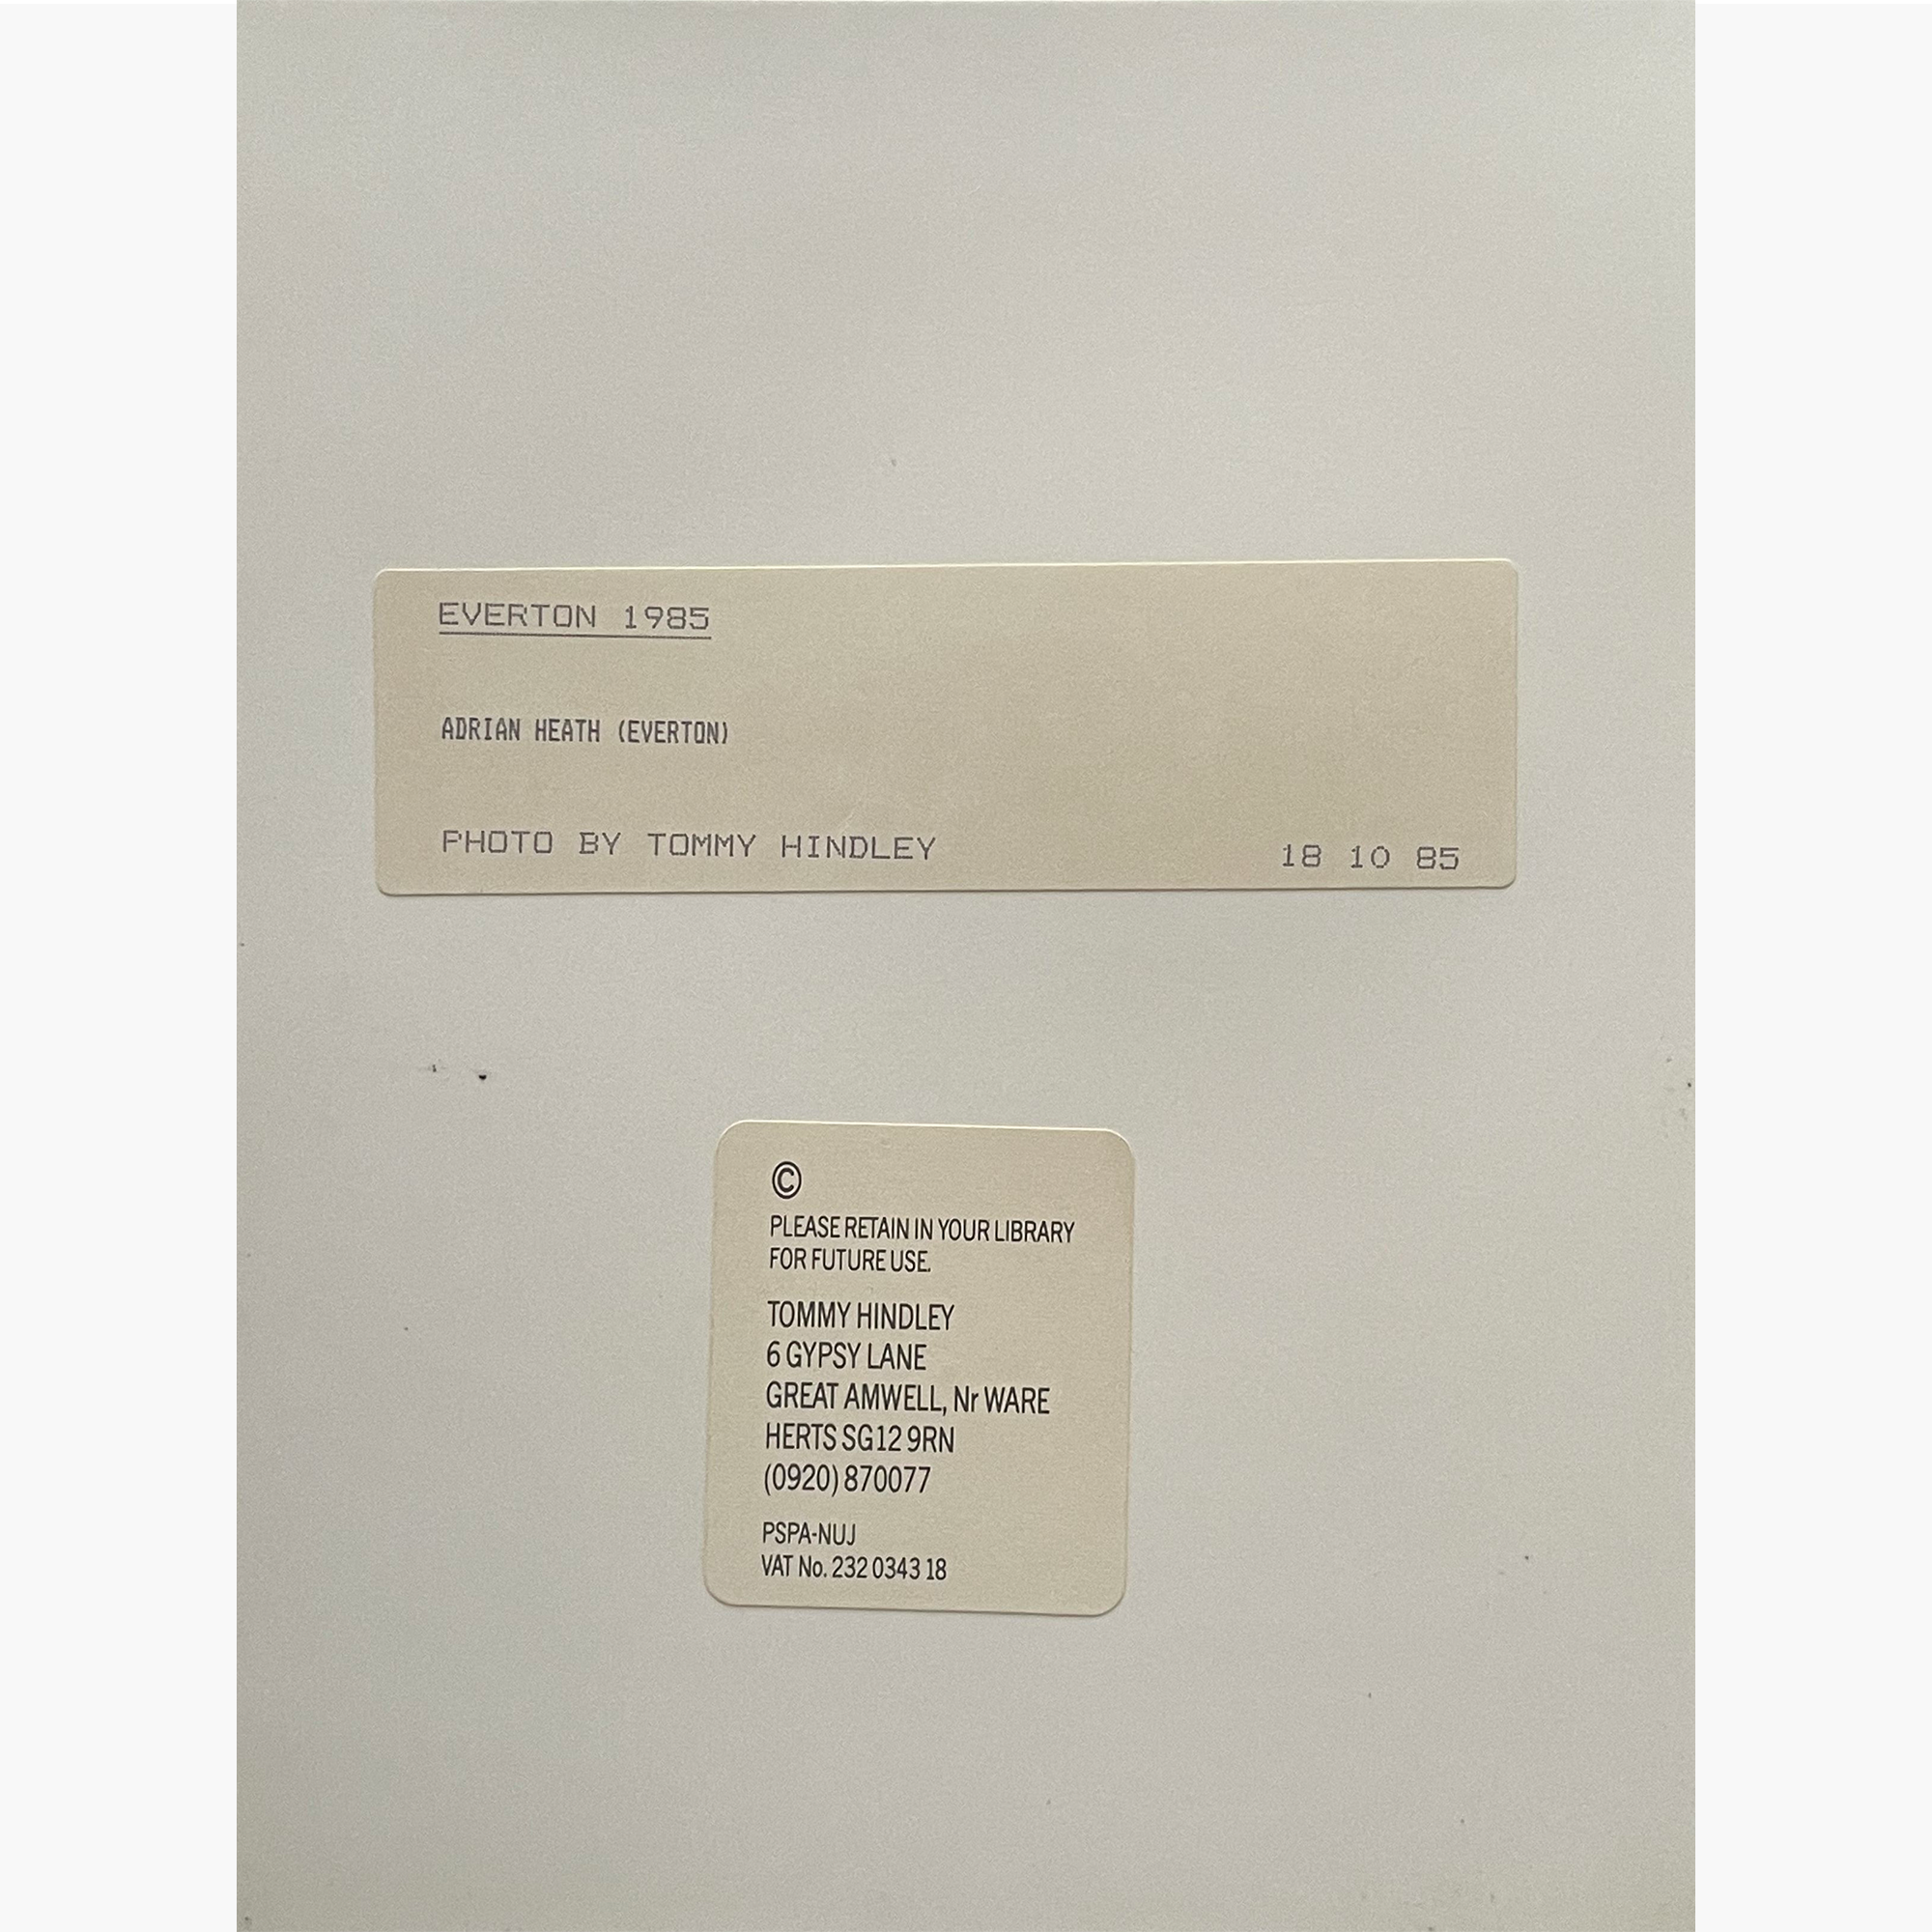 EVERTON 1985
ADRIAN HEATH (EVERTON)
PHOTO BY TOMMY HINDLEY 18 10 85
©
PLEASE RETAIN IN YOUR LIBRARY
FOR FUTURE USE.
TOMMY HINDLEY
6 GYPSY LANE
GREAT AMWELL, Nr WARE
HERTS SG12 9RN
(0920) 870077
PSPA-NUJ
VAT No. 232 0343 18